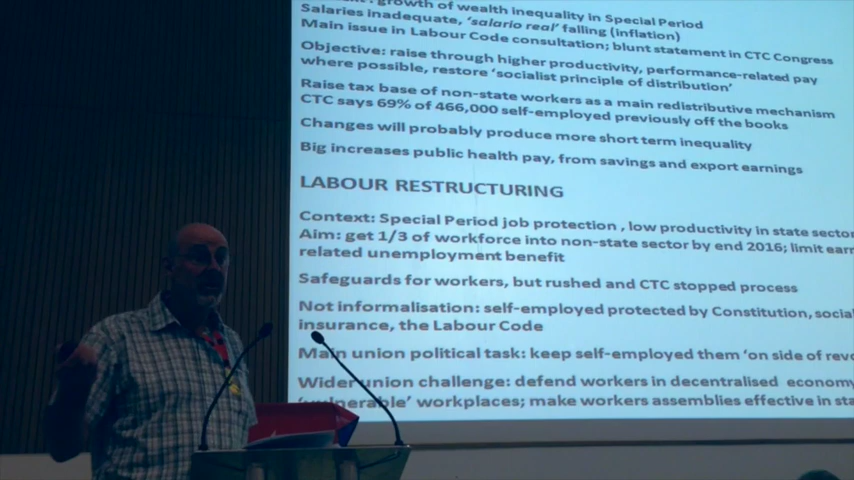 growth of wealth inequality in Special Period
Salaries inadequate, 'salario real' falling (inflation)
Main issue in Labour Code consultation; blunt statement in CTC Congress
Objective: raise through higher productivity, performance-related pay
where possible, restore 'socialist principle of distribution'
Raise tax base of non-state workers as a main redistributive mechanism
CTC says 69% of 466,000 self-employed previously off the books
Changes will probably produce more short term inequality
Big increases public health pay, from savings and export earnings
LABOUR RESTRUCTURING
Context: Special Period job protection , low productivity in state sector
Aim: get 1/3 of workforce into non-state sector by end 2016; limit
related unemployment benefit
Safeguards for workers, but rushed and CTC stopped process
Not informalisation: self-employed protected by Constitution,
insurance, the Labour Code
Main union political task: keep self-employed them 'on side of
Wider union challenge: defend workers in decentralised economy
'vulnerable' workplaces; make workers assemblies effective in